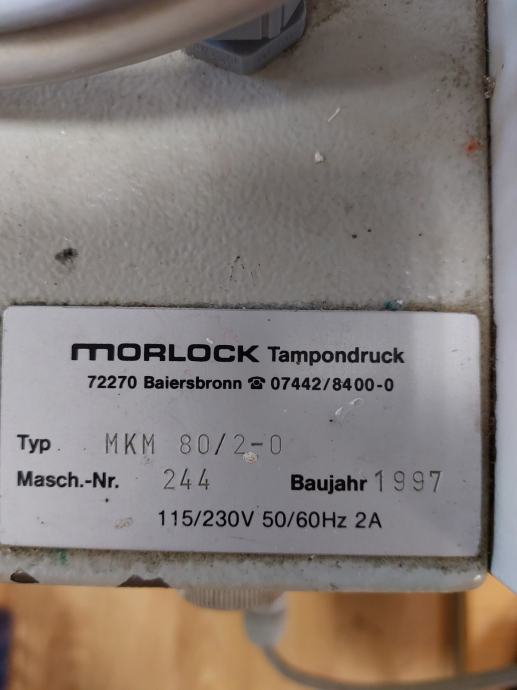 MORLOCK Tampondruck
72270 Baiersbronn ☎ 07442/8400-0
Typ MKM 80/2-0
Masch.-Nr. 244 Baujahr 1997
115/230V 50/60Hz 2A